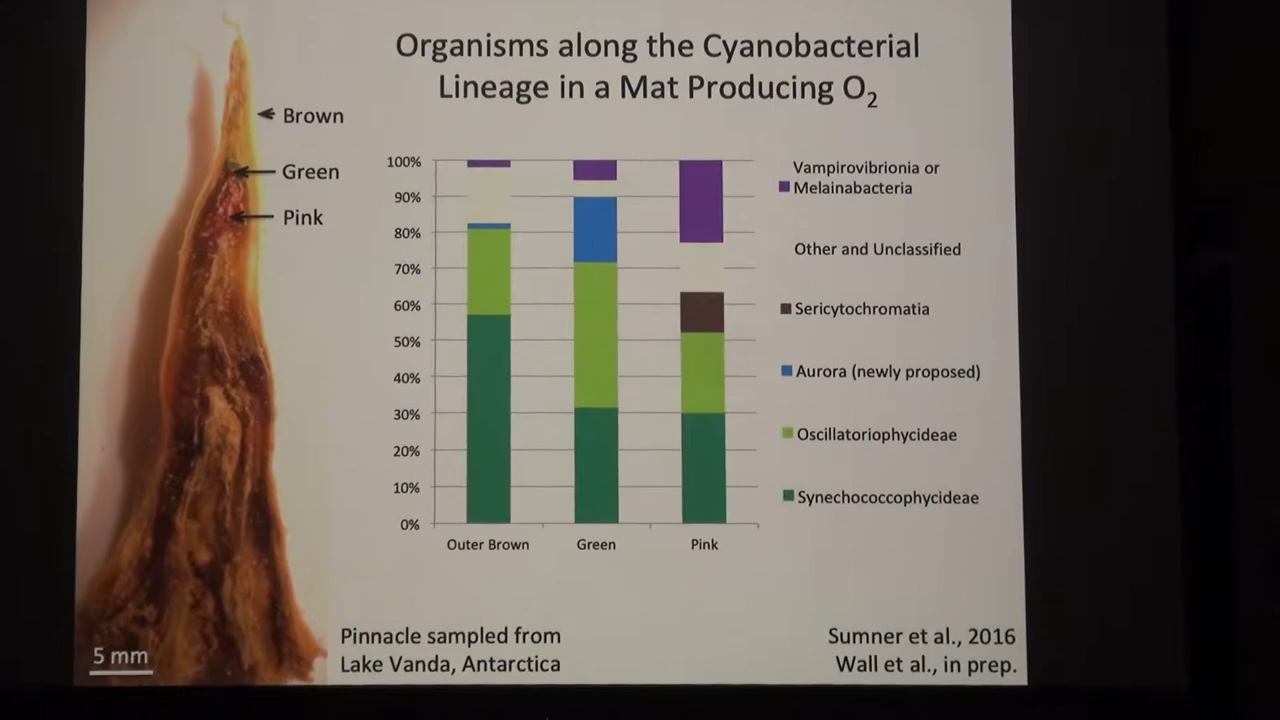 Organisms along the Cyanobacterial
Lineage in a Mat Producing O₂
Brown
Green
Pink
100%
90%
80%
70%
60%
50%
40%
30%
20%
10%
0%
Outer Brown
Green
Pink
Vampirovibrionia or
Melainabacteria
Other and Unclassified
Sericytochromatia
Aurora (newly proposed)
Oscillatoriophycideae
Synechococcophycideae
5 mm
Pinnacle sampled from
Lake Vanda, Antarctica
Sumner et al., 2016
Wall et al., in prep.